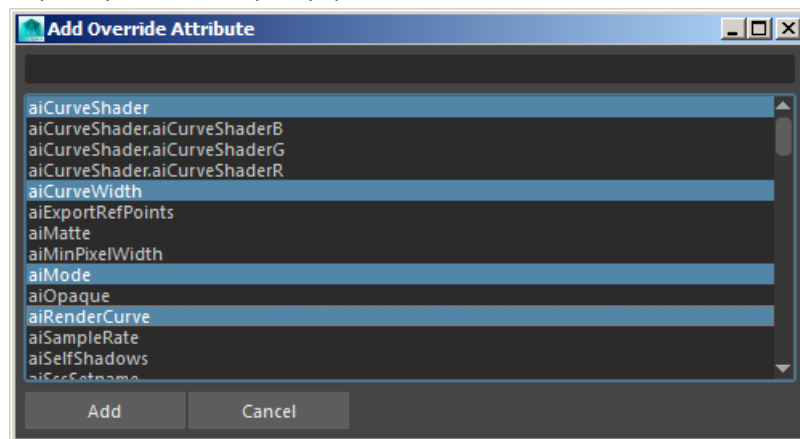 Add Override Attribute
aiCurveShader
aiCurveShader.aiCurveShaderB
aiCurveShader.aiCurveShaderG
aiCurveShader.aiCurveShaderR
aiCurveWidth
aiExportRefPoints
aiMatte
aiMinPixelWidth
aiMode
aiOpaque
aiRenderCurve
aiSampleRate
aiSelfShadows
aiSssSetname
Add Cancel